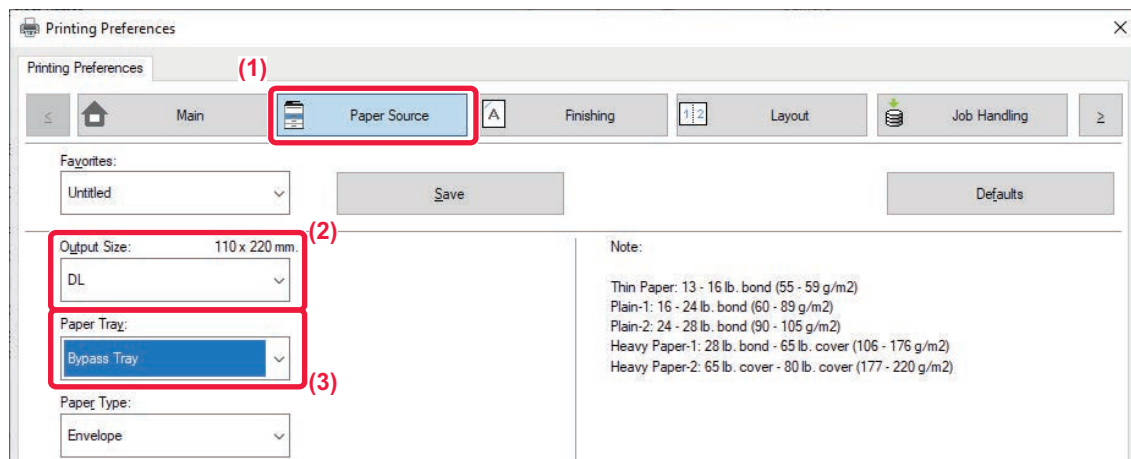 Printing Preferences
Printing Preferences
(1)
<
Main
Paper Source
A
Finishing
1 2
Layout
Job Handling
>
Favorites:
Untitled
Save
Defaults
(2)
Output Size: 110 x 220 mm.
DL
Paper Tray:
Bypass Tray
(3)
Paper Type:
Envelope
Note:
Thin Paper: 13 - 16 lb. bond (55 - 59 g/m2)
Plain-1: 16 - 24 lb. bond (60 - 89 g/m2)
Plain-2: 24 - 28 lb. bond (90 - 105 g/m2)
Heavy Paper-1: 28 lb. bond - 65 lb. cover (106 - 176 g/m2)
Heavy Paper-2: 65 lb. cover - 80 lb. cover (177 - 220 g/m2)